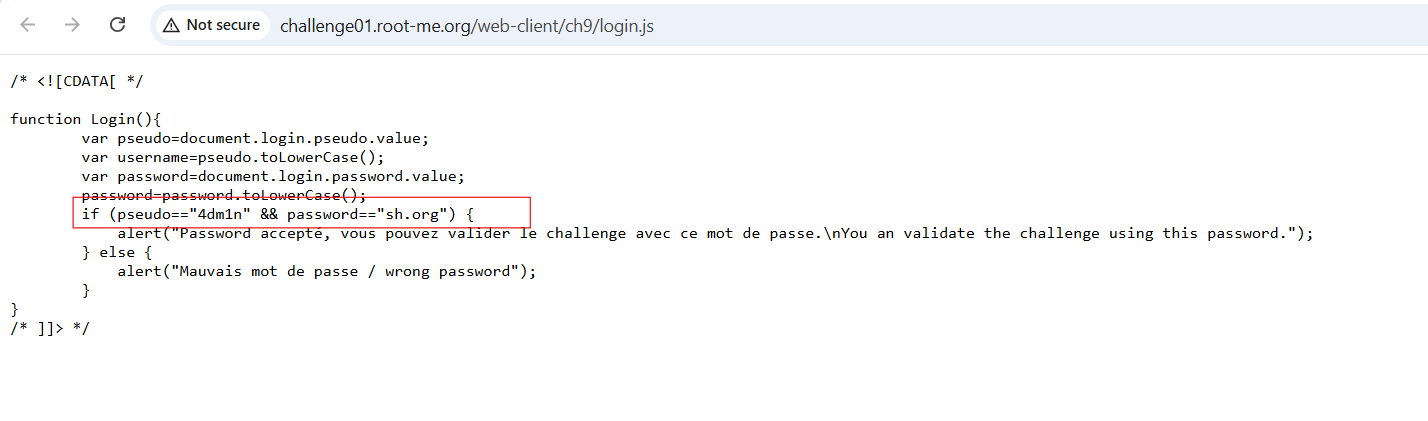 Not secure challenge01.root-me.org/web-client/ch9/login.js
/* <![CDATA[ */
function Login(){
var pseudo=document.login.pseudo.value;
var username=pseudo.toLowerCase();
var password=document.login.password.value;
password=password.toLowerCase();
if (pseudo=="4dm1n" && password=="sh.org") {
alert("Password accepté, vous pouvez valider le challenge avec ce mot de passe.\nYou an validate the challenge using this password.");
} else {
alert("Mauvais mot de passe / wrong password");
}
}
/* ]]> */